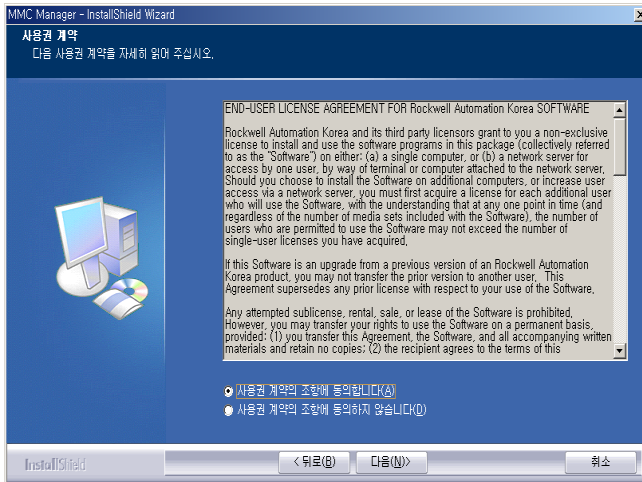 MMC Manager - InstallShield Wizard
사용권 계약
다음 사용권 계약을 자세히 읽어 주십시오.
END-USER LICENSE AGREEMENT FOR Rockwell Automation Korea SOFTWARE
Rockwell Automation Korea and its third party licensors grant to you a non-exclusive
license to install and use the software programs in this package (collectively referred
to as the "Software") on either: (a) a single computer, or (b) a network server for
access by one user, by way of terminal or computer attached to the network server.
Should you choose to install the Software on additional computers, or increase user
access via a network server, you must first acquire a license for each additional user
who will use the Software, with the understanding that at any one point in time (and
regardless of the number of media sets included with the Software), the number of
users who are permitted to use the Software may not exceed the number of
single-user licenses you have acquired.
If this Software is an upgrade from a previous version of an Rockwell Automation
Korea product, you may not transfer the prior version to another user. This
Agreement supersedes any prior license with respect to your use of the Software.
Any attempted sublicense, rental, sale, or lease of the Software is prohibited.
However, you may transfer your rights to use the Software on a permanent basis,
provided: (1) you transfer this Agreement, the Software, and all accompanying written
materials and retain no copies; (2) the recipient agrees to the terms of this
사용권 계약의 조항에 동의합니다(A)
사용권 계약의 조항에 동의하지 않습니다(D)
InstallShield
< 뒤로(B)
다음(N)>
취소